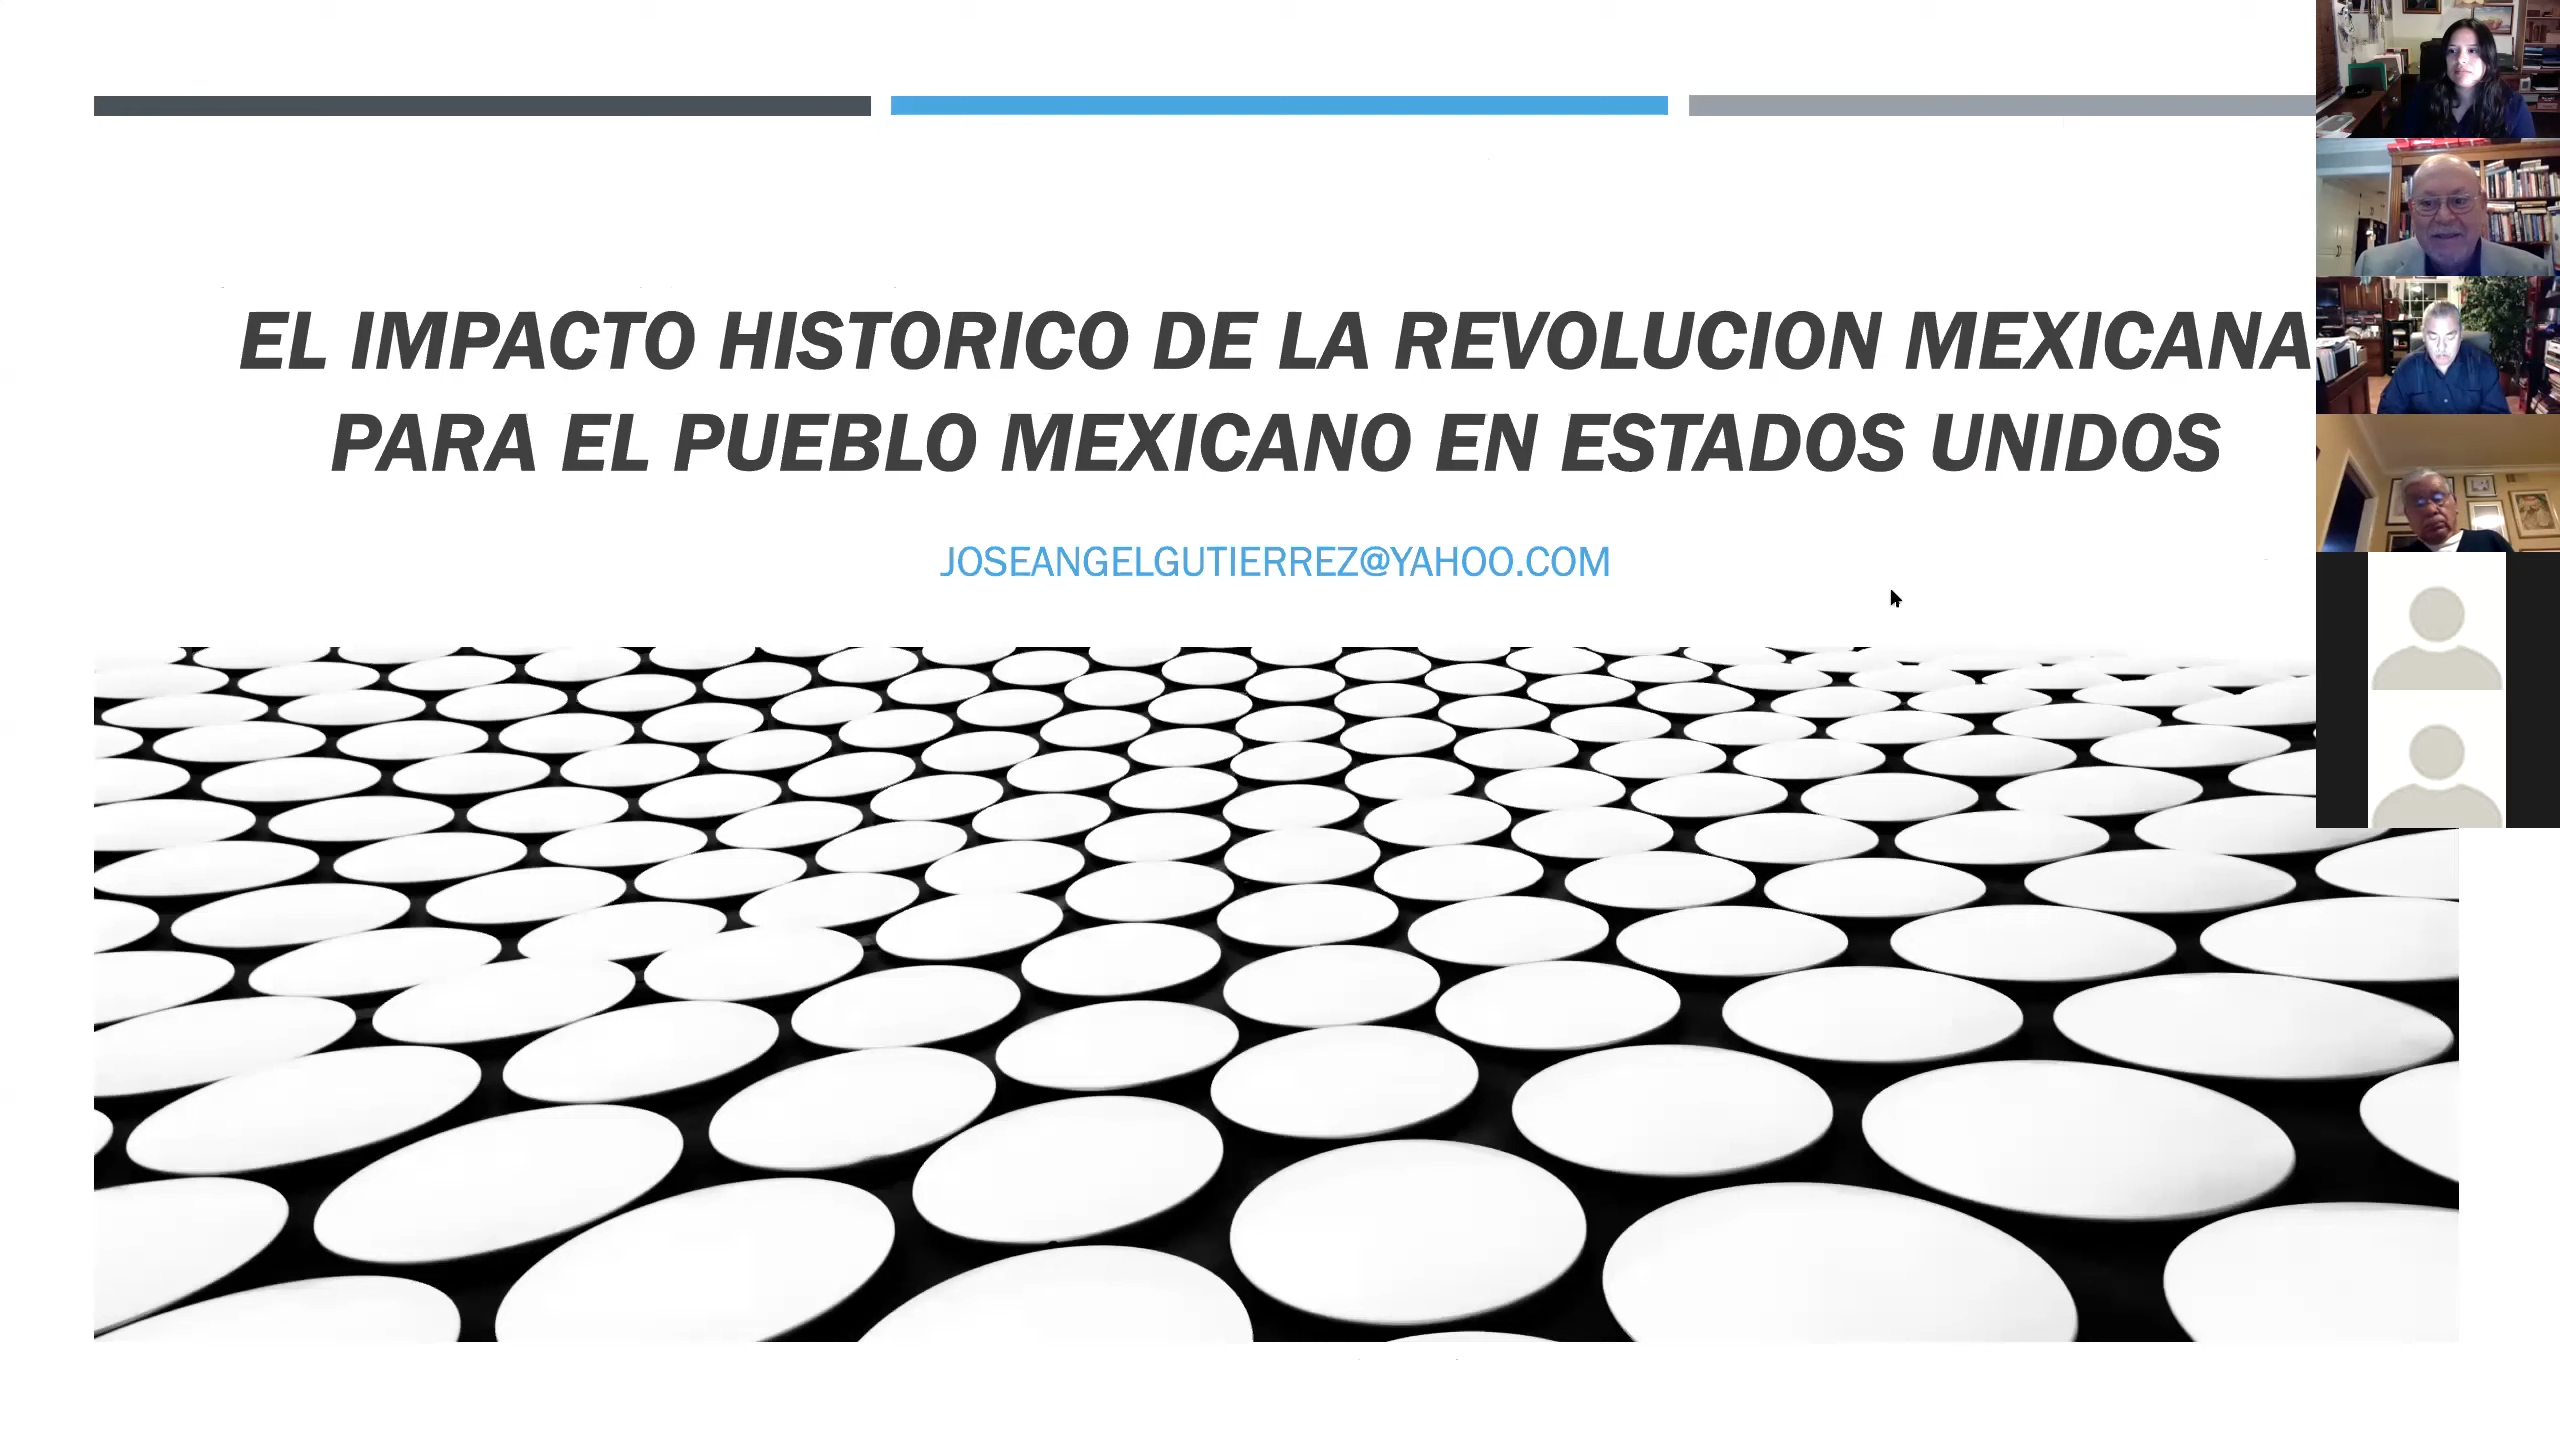 EL IMPACTO HISTORICO DE LA REVOLUCION MEXICANA
PARA EL PUEBLO MEXICANO EN ESTADOS UNIDOS
JOSEANGELGUTIERREZ@YAHOO.COM